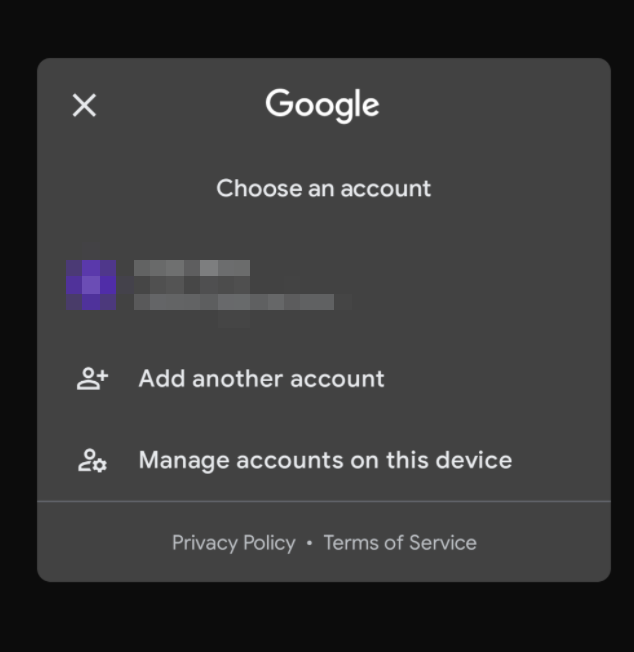 Google
Choose an account
Add another account
Manage accounts on this device
Privacy Policy • Terms of Service